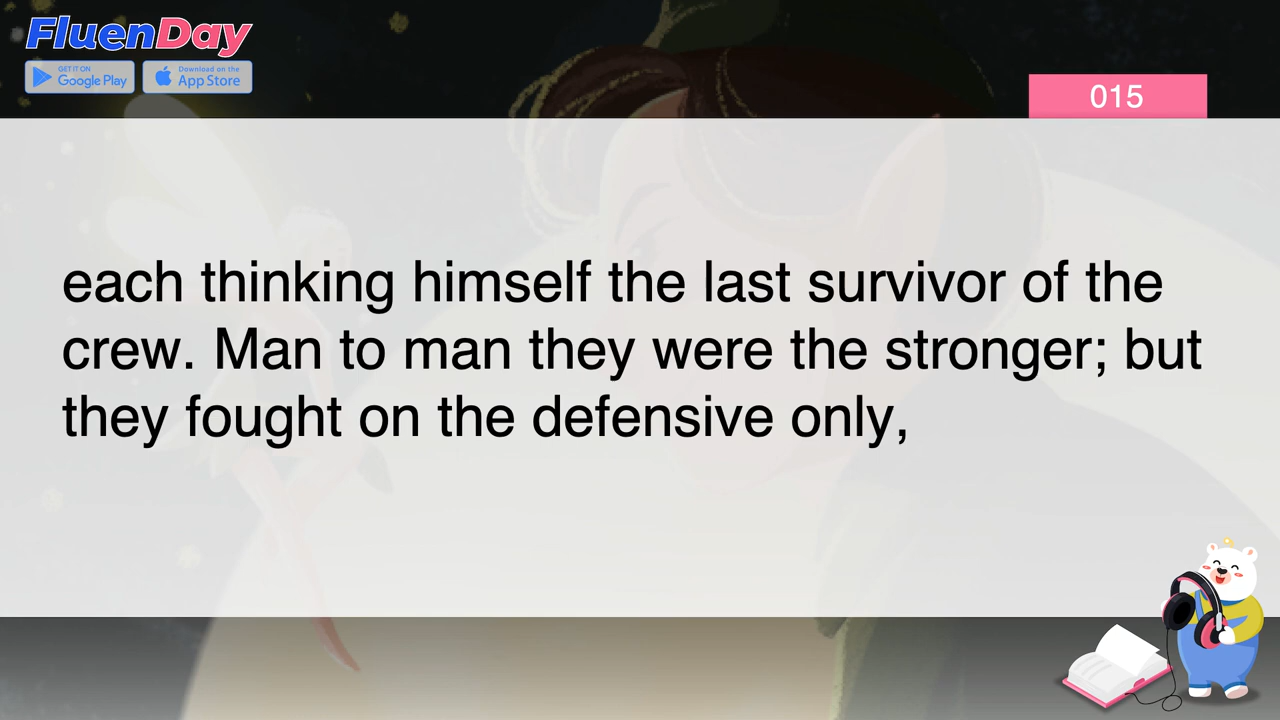 FluenDay
GET IT ON
Google Play
Download on the
App Store
015
each thinking himself the last survivor of the
crew. Man to man they were the stronger; but
they fought on the defensive only,